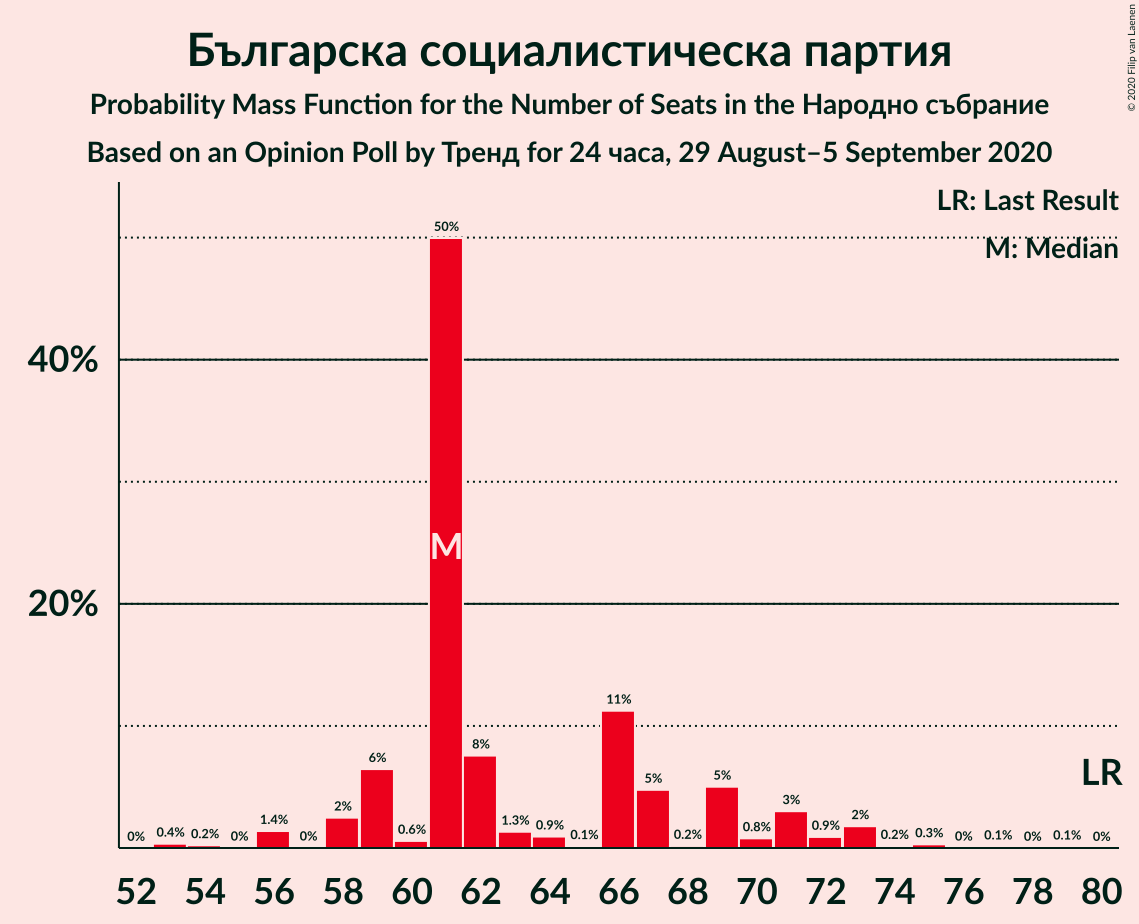 Българска социалистическа партия
Probability Mass Function for the Number of Seats in the Народно събрание
Based on an Opinion Poll by Тренд for 24 часа, 29 August–5 September 2020
© 2020 Filip van Laenen
LR: Last Result
M: Median
40%
20%
0% 0.4% 0.2% 0% 1.4% 0% 2% 6% 0.6% 50% 8% 1.3% 0.9% 0.1% 11% 5% 0.2% 5% 0.8% 3% 0.9% 2% 0.2% 0.3% 0% 0.1% 0% 0.1% 0%
M
LR
52 54 56 58 60 62 64 66 68 70 72 74 76 78 80